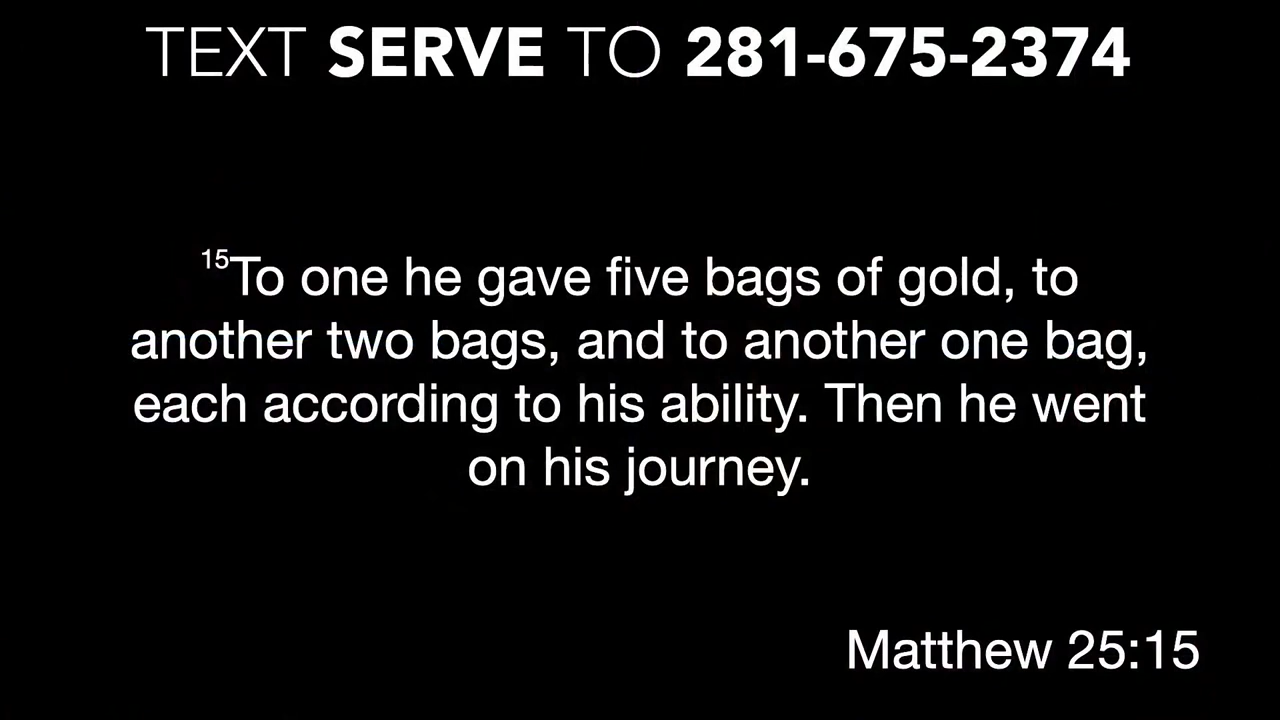 TEXT SERVE TO 281-675-2374
15To one he gave five bags of gold, to
another two bags, and to another one bag,
each according to his ability. Then he went
on his journey.
Matthew 25:15